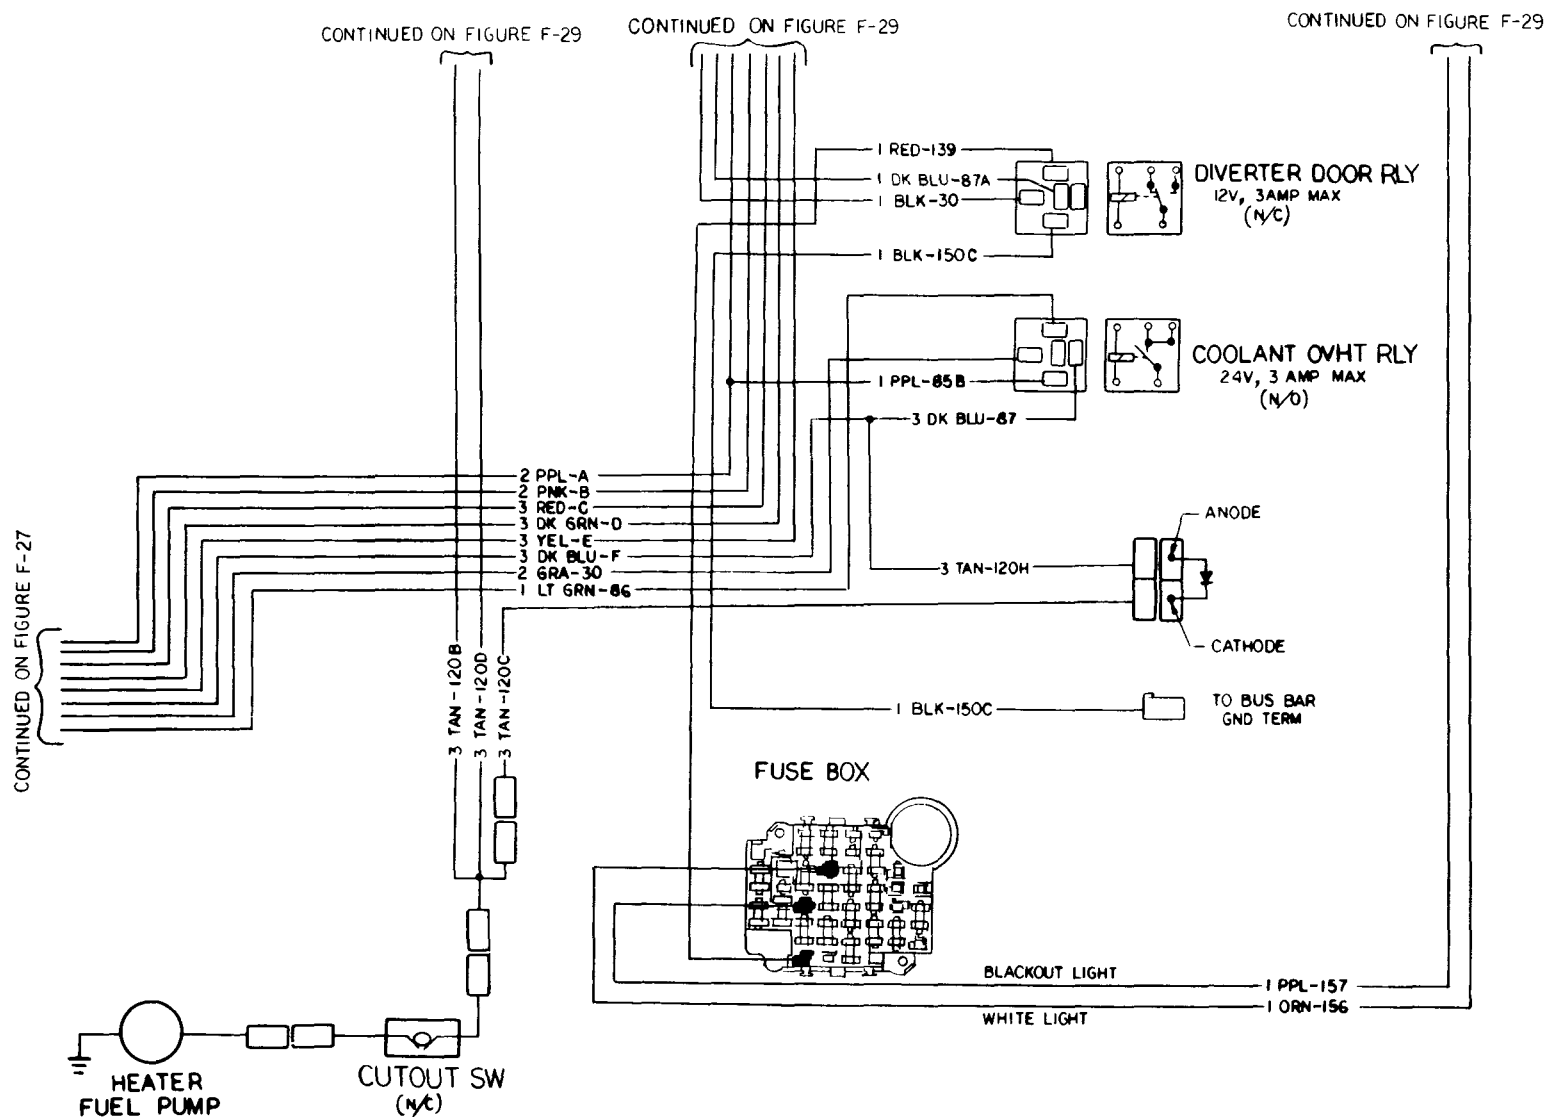 CONTINUED ON FIGURE F-29
CONTINUED ON FIGURE F-29
CONTINUED ON FIGURE F-29
1 RED-139
1 DK BLU-87A
1 BLK-30
DIVERTER DOOR RLY
12V, 3AMP MAX
(N/C)
1 BLK-150C
COOLANT OVHT RLY
24V, 3 AMP MAX
(N/O)
1 PPL-85B
3 DK BLU-87
2 PPL-A
2 PNK-B
3 RED-C
3 DK GRN-D
3 YEL-E
3 DK BLU-F
2 GRA-30
1 LT GRN-86
ANODE
3 TAN-120H
CATHODE
CONTINUED ON FIGURE F-27
3 TAN-120B
3 TAN-120D
3 TAN-120C
1 BLK-150C
TO BUS BAR
GND TERM
FUSE BOX
BLACKOUT LIGHT
1 PPL-157
1 ORN-156
WHITE LIGHT
HEATER
FUEL PUMP
CUTOUT SW
(N/C)